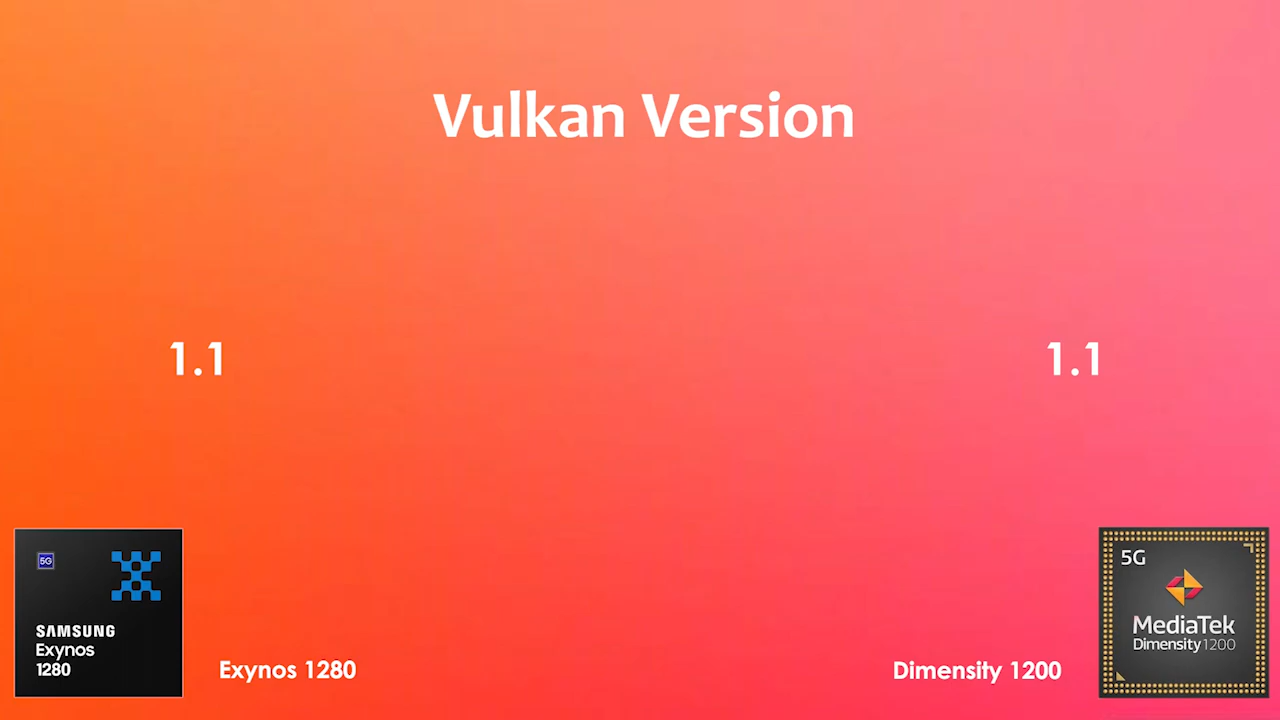 Vulkan Version
1.1
1.1
5G
SAMSUNG
Exynos
1280
Exynos 1280
Dimensity 1200
5G
MediaTek
Dimensity 1200